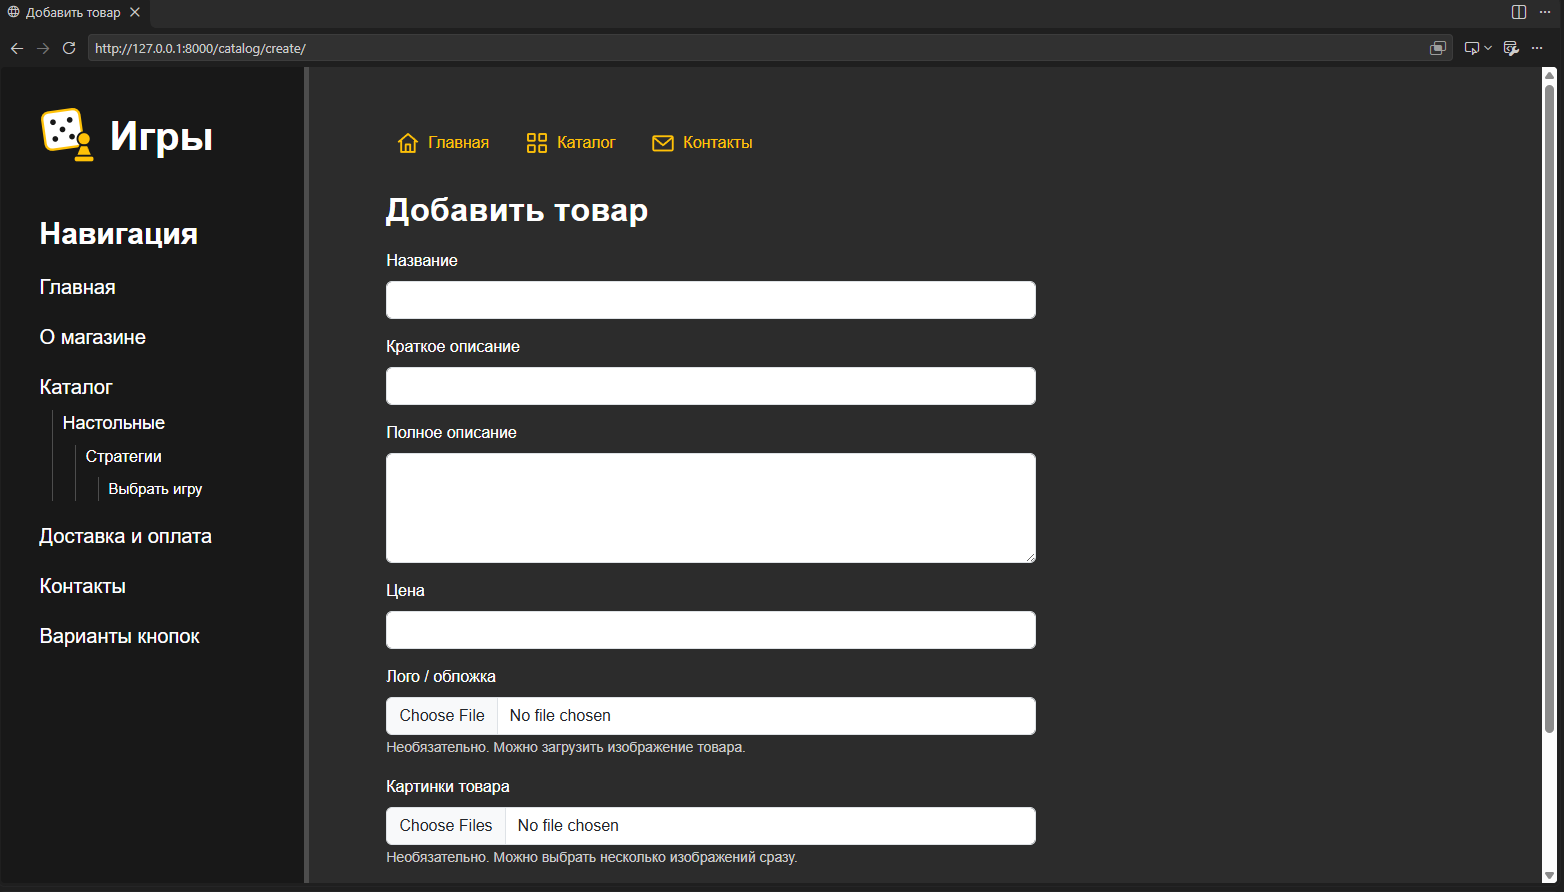 Добавить товар
http://127.0.0.1:8000/catalog/create/
Игры
Навигация
Главная
О магазине
Каталог
Настольные
Стратегии
Выбрать игру
Доставка и оплата
Контакты
Варианты кнопок
Главная
Каталог
Контакты
Добавить товар
Название
Краткое описание
Полное описание
Цена
Лого / обложка
Choose File No file chosen
Необязательно. Можно загрузить изображение товара.
Картинки товара
Choose Files No file chosen
Необязательно. Можно выбрать несколько изображений сразу.